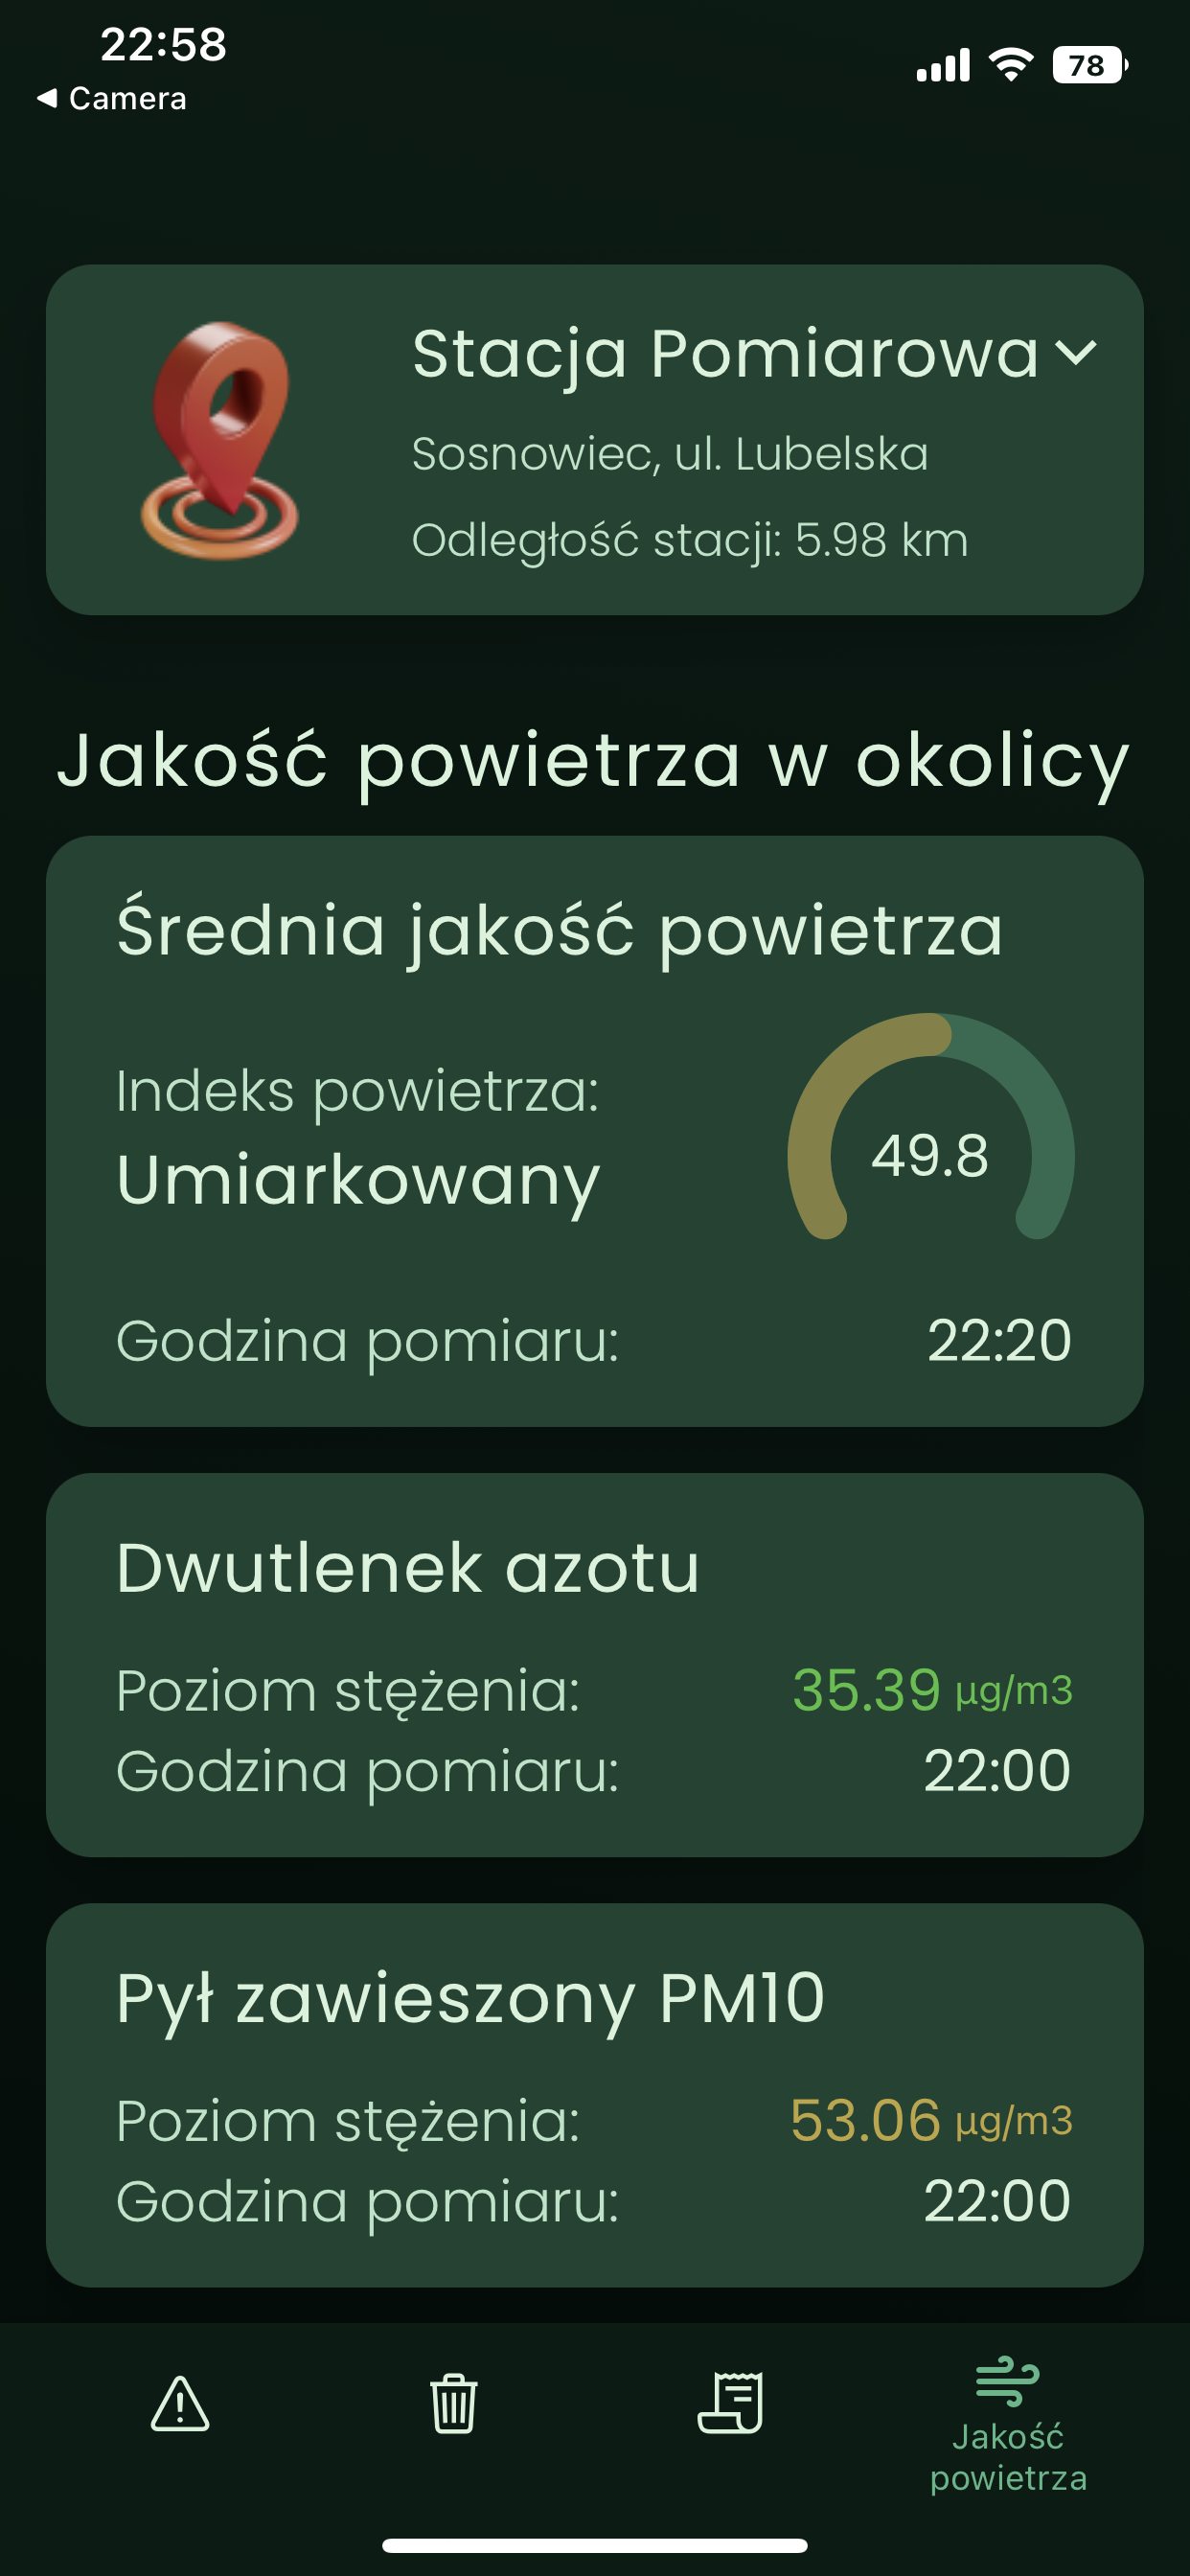 22:58
◀ Camera
78
Stacja Pomiarowa
Sosnowiec, ul. Lubelska
Odległość stacji: 5.98 km
Jakość powietrza w okolicy
Średnia jakość powietrza
Indeks powietrza:
Umiarkowany
49.8
Godzina pomiaru: 22:20
Dwutlenek azotu
Poziom stężenia: 35.39 µg/m3
Godzina pomiaru: 22:00
Pył zawieszony PM10
Poziom stężenia: 53.06 µg/m3
Godzina pomiaru: 22:00
Jakość
powietrza